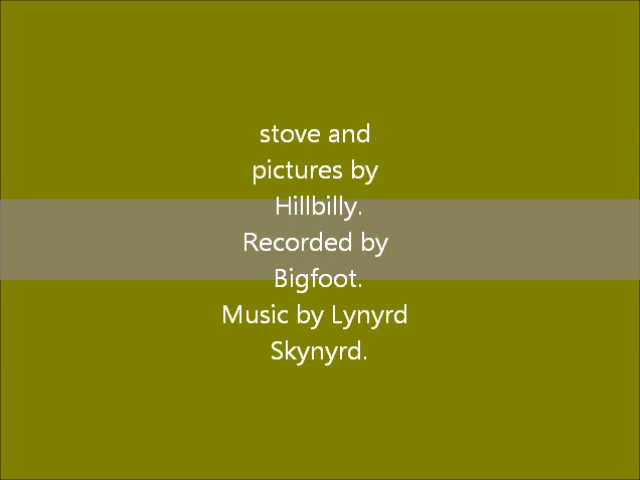 stove and
pictures by
Hillbilly.
Recorded by
Bigfoot.
Music by Lynyrd
Skynyrd.